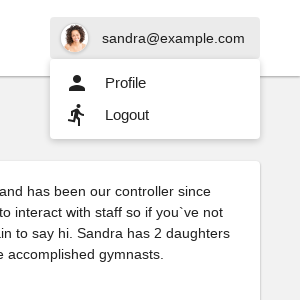 sandra@example.com
Profile
Logout
and has been our controller since
to interact with staff so if you`ve not
to say hi. Sandra has 2 daughters
accomplished gymnasts.